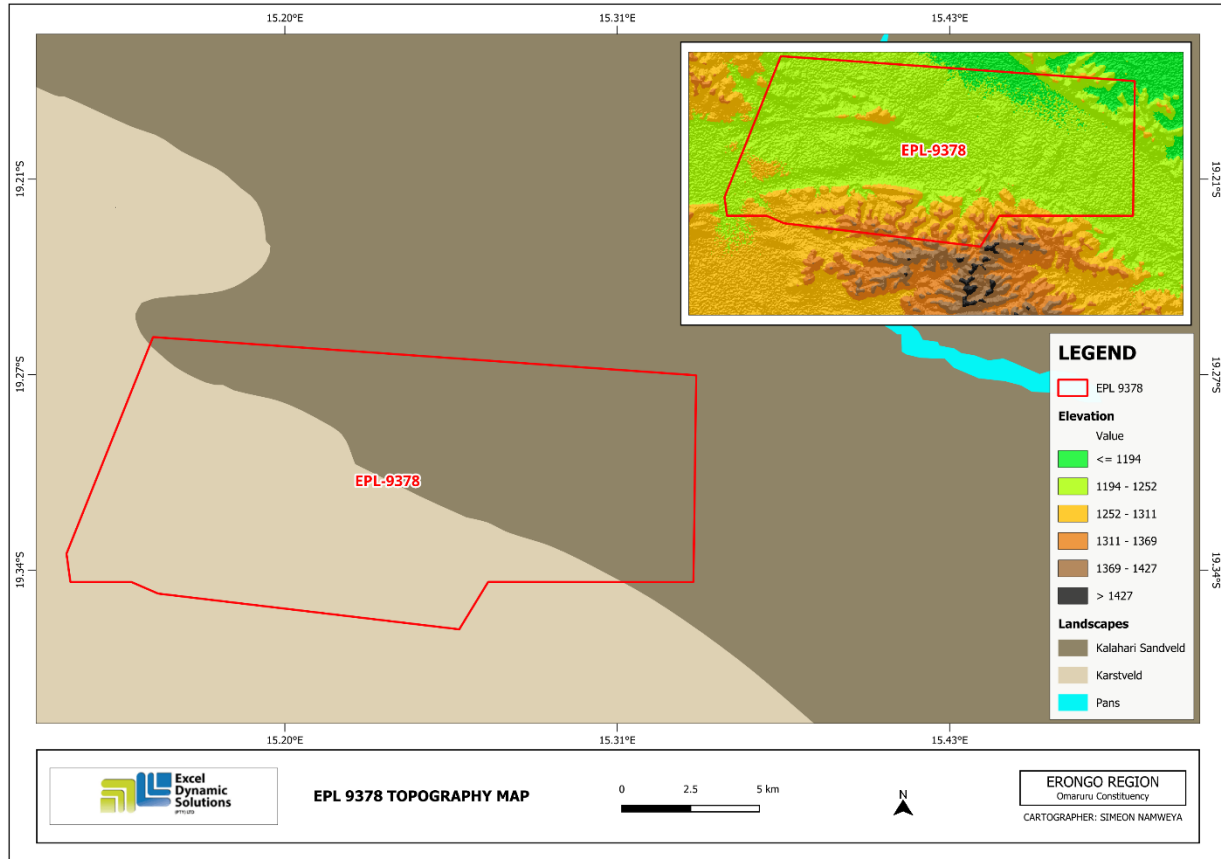 15.20°E
15.31°E
15.43°E
19.21°S
19.21°S
EPL-9378
19.27°S
19.27°S
LEGEND
EPL 9378
Elevation
Value
<= 1194
1194 - 1252
1252 - 1311
1311 - 1369
1369 - 1427
> 1427
Landscapes
Kalahari Sandveld
Karstveld
Pans
EPL-9378
19.34°S
19.34°S
15.20°E
15.31°E
15.43°E
Excel
Dynamic
Solutions
(PTY) LTD
EPL 9378 TOPOGRAPHY MAP
0 2.5 5 km
N
ERONGO REGION
Omaruru Constituency
CARTOGRAPHER: SIMEON NAMWEYA